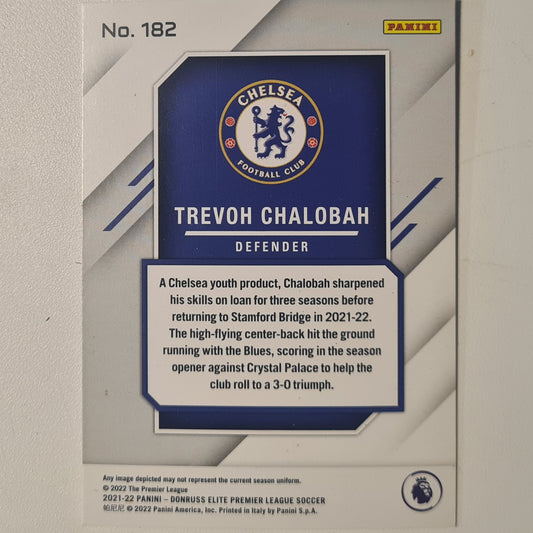 No. 182
PANINI
CHELSEA
FOOTBALL CLUB
TREVOH CHALOBAH
DEFENDER
A Chelsea youth product, Chalobah sharpened
his skills on loan for three seasons before
returning to Stamford Bridge in 2021-22.
The high-flying center-back hit the ground
running with the Blues, scoring in the season
opener against Crystal Palace to help the
club roll to a 3-0 triumph.
Any image depicted may not represent the current season uniform.
© 2022 The Premier League
2021-22 PANINI – DONRUSS ELITE PREMIER LEAGUE SOCCER
帕尼尼 © 2022 Panini America, Inc. Printed in Italy by Panini S.p.A.